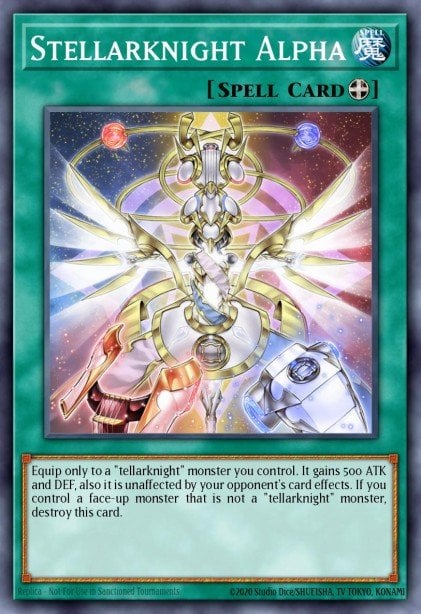 Stellarknight Alpha
SPELL
魔
[Spell Card]
Equip only to a "tellarknight" monster you control. It gains 500 ATK
and DEF, also it is unaffected by your opponent's card effects. If you
control a face-up monster that is not a "tellarknight" monster,
destroy this card.
Replica - Not For Use in Sanctioned Tournaments
©2020 Studio Dice/SHUEISHA, TV TOKYO, KONAMI